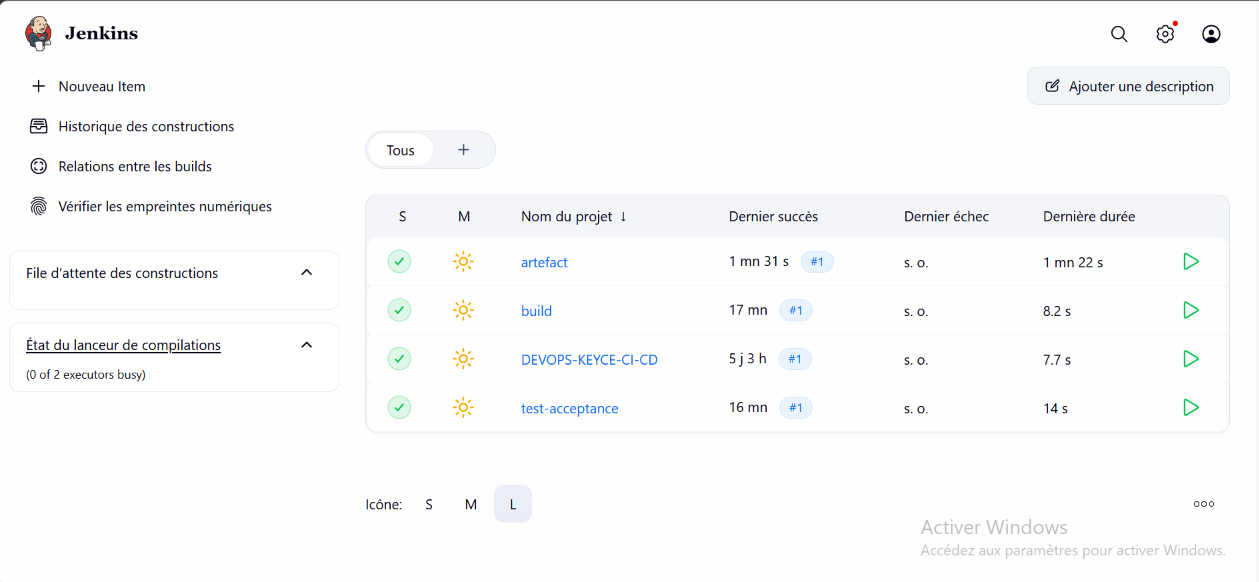 Jenkins
Nouveau Item
Ajouter une description
Historique des constructions
Relations entre les builds
Vérifier les empreintes numériques
File d'attente des constructions
État du lanceur de compilations
(0 of 2 executors busy)
Tous +
S M Nom du projet ↓ Dernier succès Dernier échec Dernière durée
artefact 1 mn 31 s #1 s. o. 1 mn 22 s
build 17 mn #1 s. o. 8.2 s
DEVOPS-KEYCE-CI-CD 5 j 3 h #1 s. o. 7.7 s
test-acceptance 16 mn #1 s. o. 14 s
Icône: S M L
Activer Windows
Accédez aux paramètres pour activer Windows.